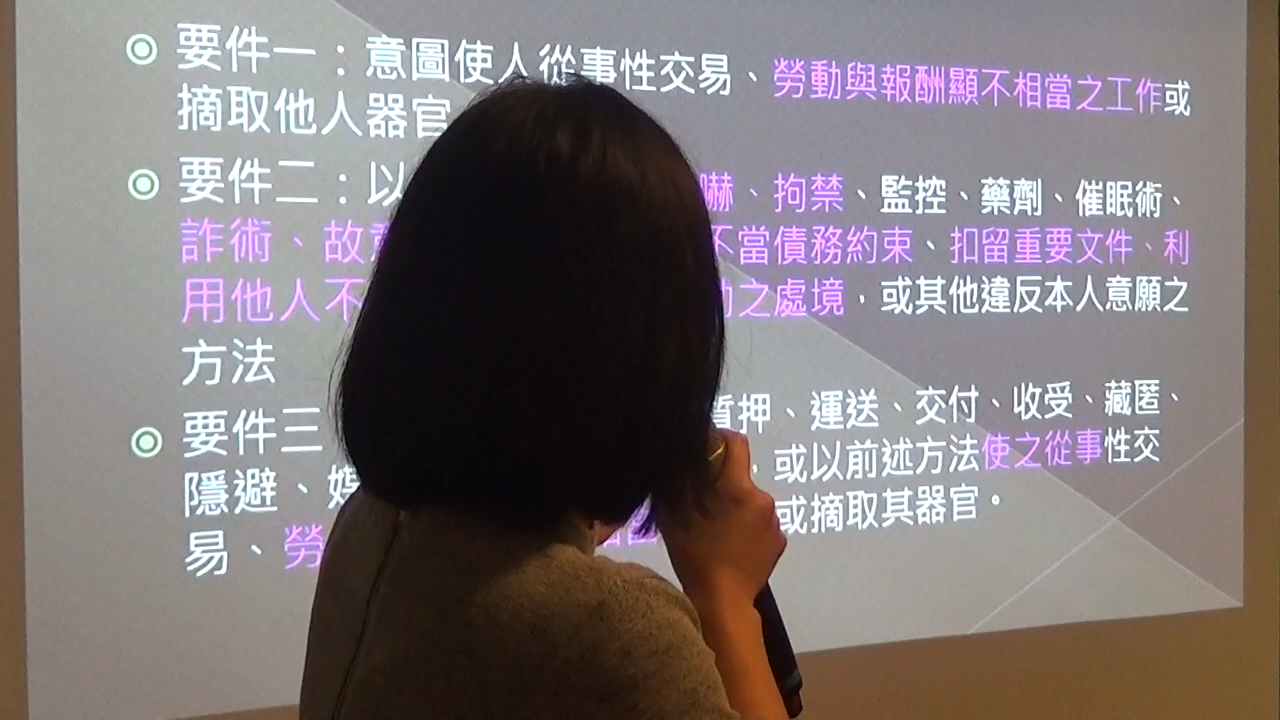 要件一：意圖使人從事性交易、勞動與報酬顯不相當之工作或
摘取他人器官
要件二：以 嚇、拘禁、監控、藥劑、催眠術、
詐術、故 不當債務約束、扣留重要文件、利
用他人不 之處境，或其他違反本人意願之
方法
要件三 質押、運送、交付、收受、藏匿、
隱避、 ，或以前述方法使之從事性交
易、勞 或摘取其器官。